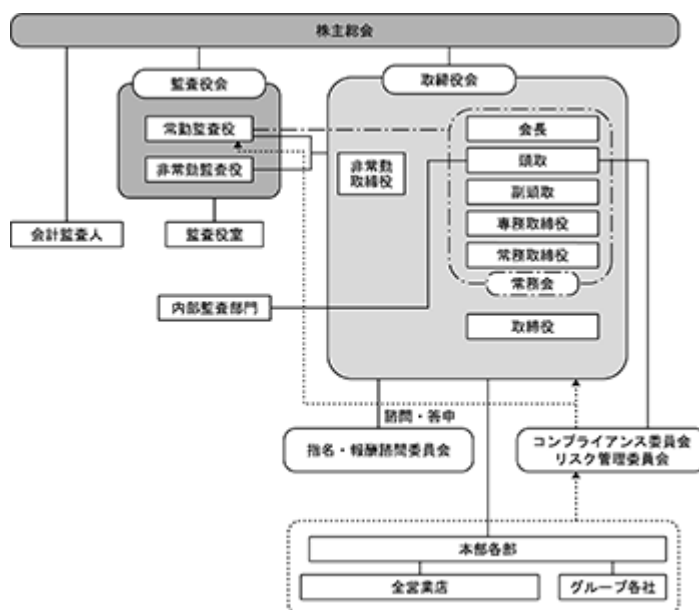 株主総会
監査役会
取締役会
常勤監査役
会長
非常勤
取締役
頭取
非常勤監査役
副頭取
会計監査人
監査役室
専務取締役
常務取締役
常務会
内部監査部門
取締役
諮問・答申
指名・報酬諮問委員会
コンプライアンス委員会
リスク管理委員会
本部各部
全営業店
グループ各社